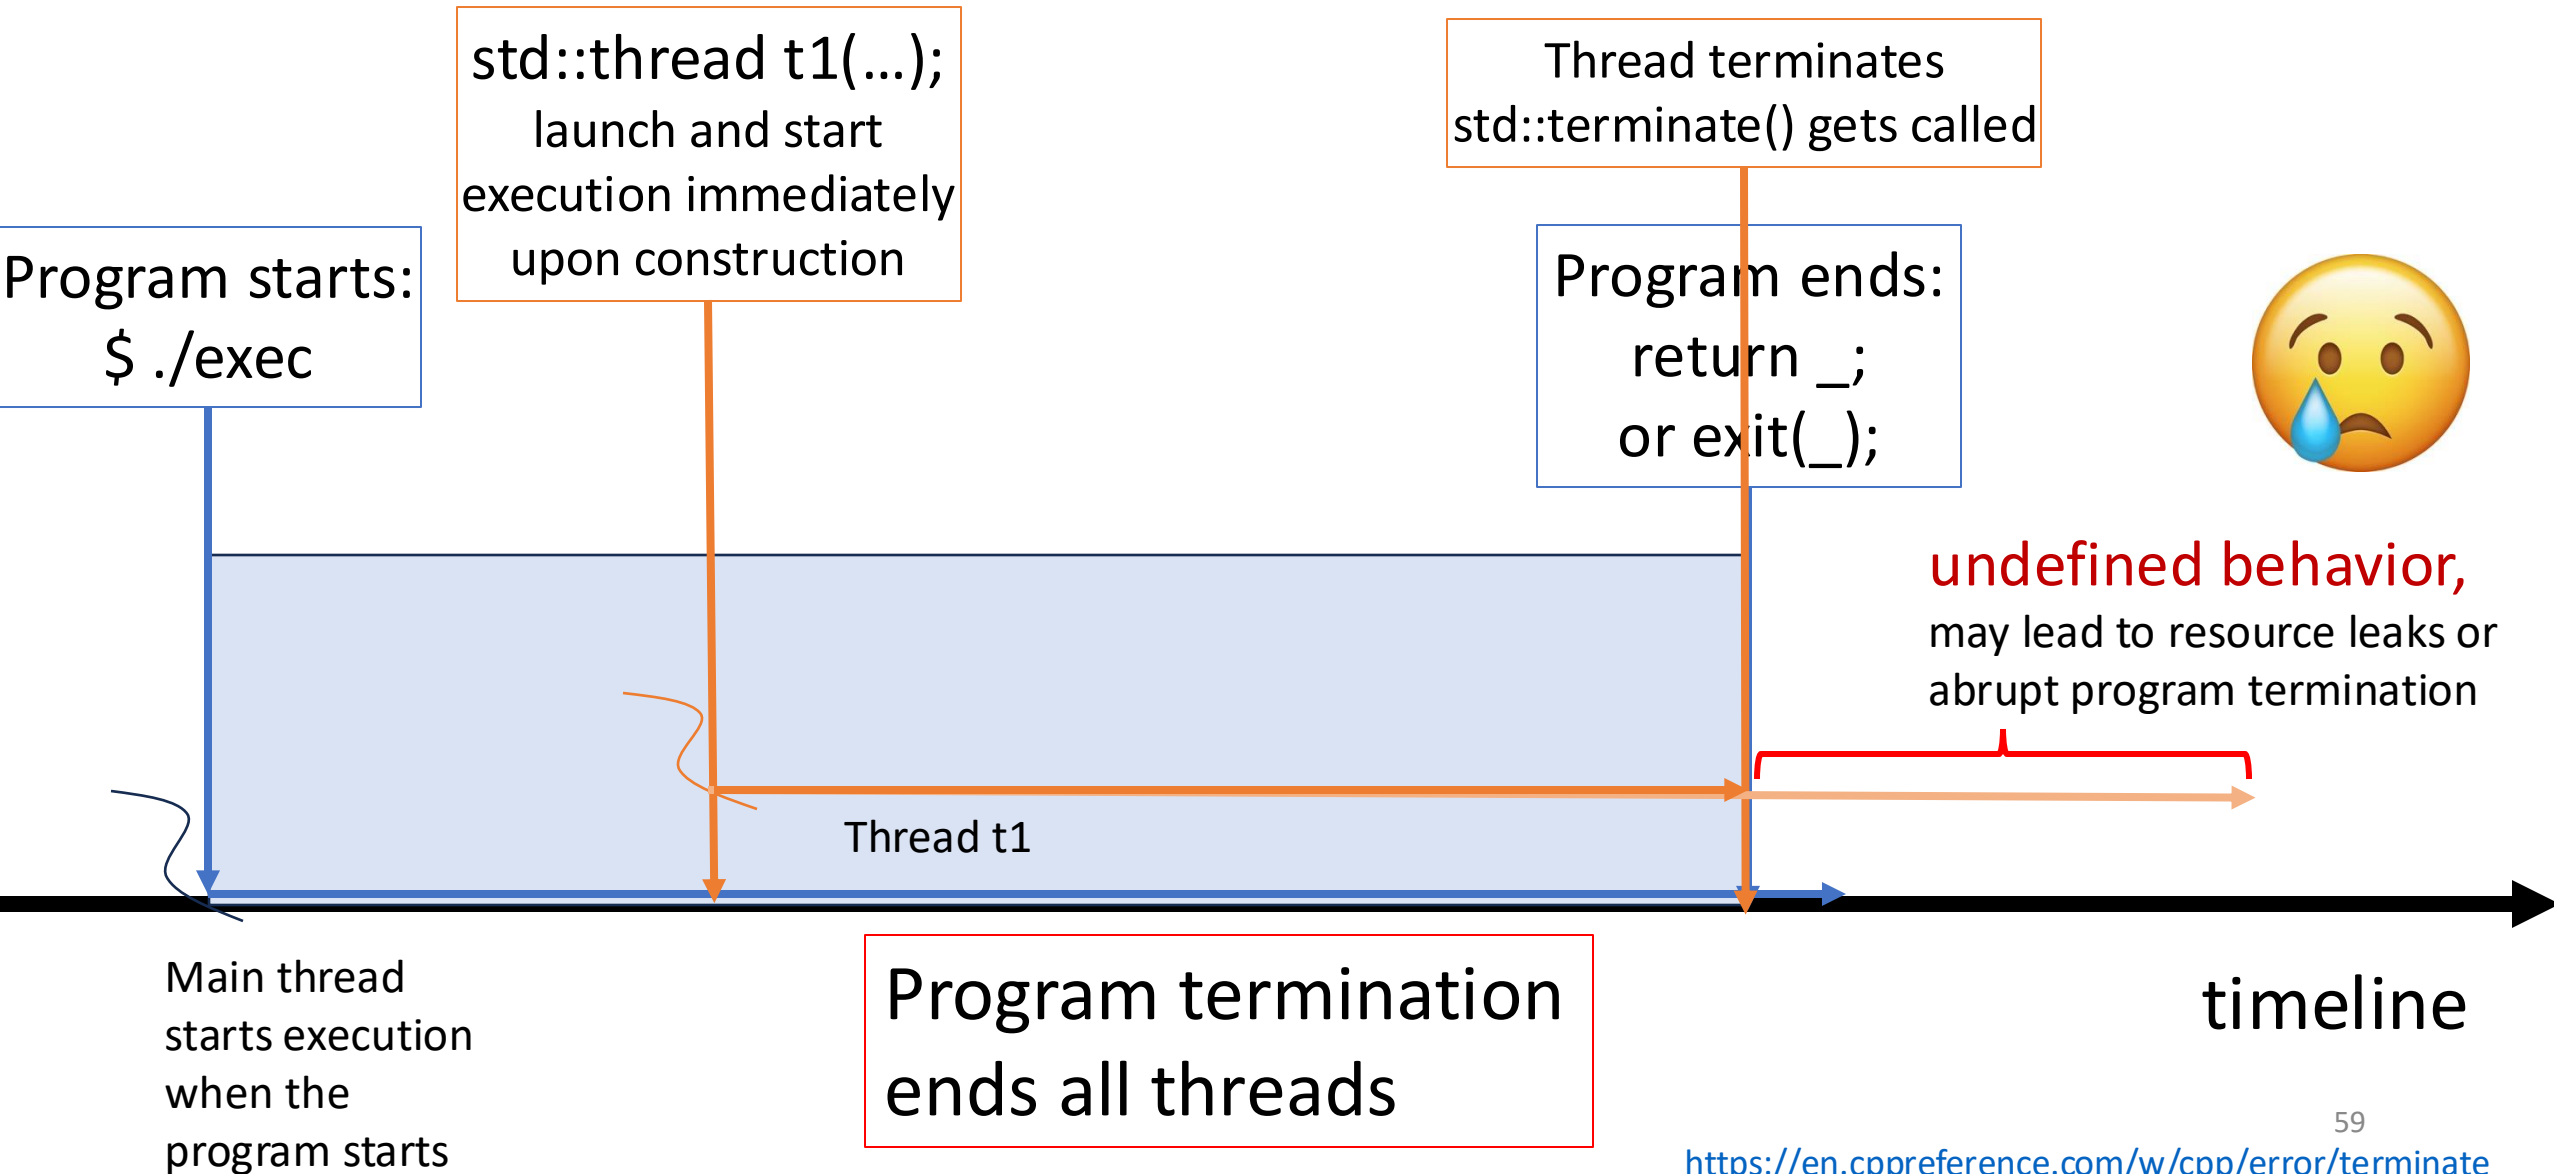 std::thread t1(…);
launch and start
execution immediately
upon construction
Thread terminates
std::terminate() gets called
Program starts:
$ ./exec
Program ends:
return _;
or exit(_);
undefined behavior,
may lead to resource leaks or
abrupt program termination
Thread t1
Main thread
starts execution
when the
program starts
Program termination
ends all threads
timeline
59
https://en.cppreference.com/w/cpp/error/terminate